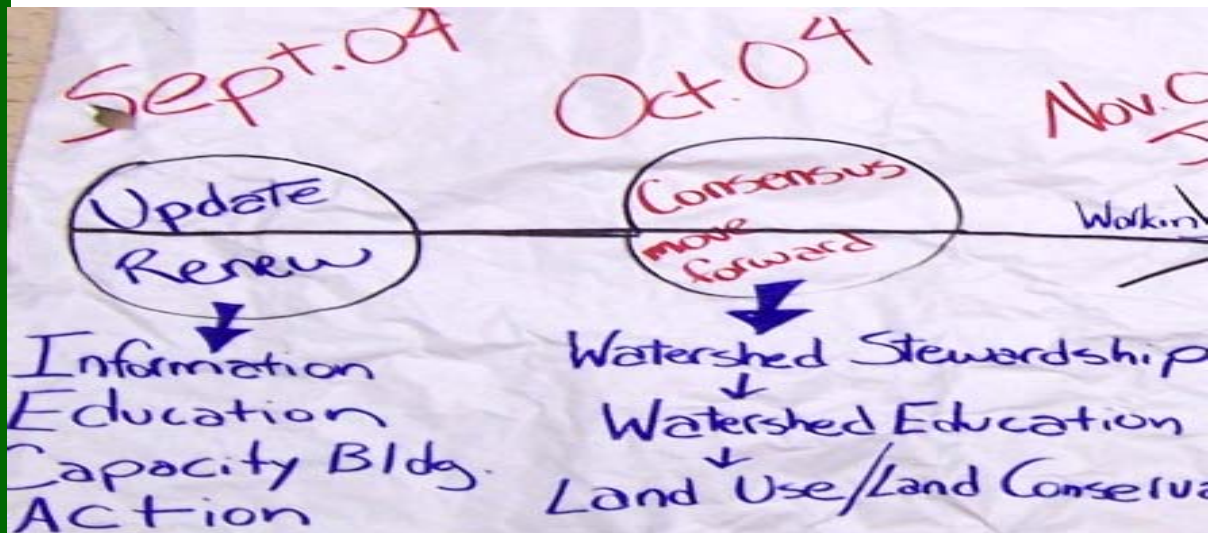 Sept. 04
Oct. 04
Nov.
Update
Renew
Consensus
move
forward
Information
Education
Capacity Bldg.
Action
Watershed Stewardship
Watershed Education
Land Use/Land